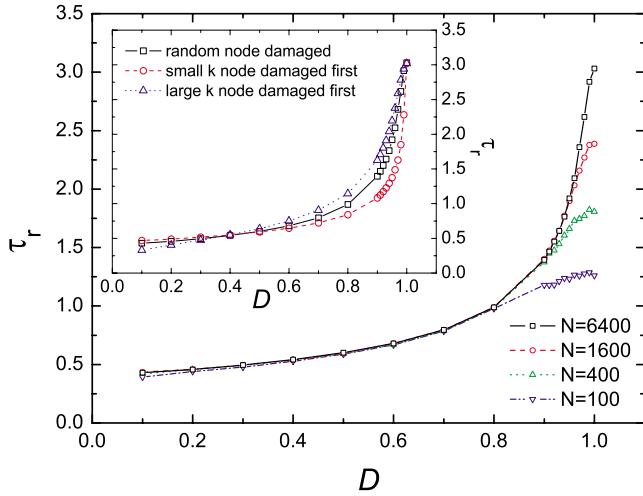 random node damaged
small k node damaged first
large k node damaged first
0.0 0.2 0.4 0.6 0.8 1.0
D
3.5
3.0
2.5
2.0
1.5
1.0
0.5
0.0
τr
3.5
3.0
2.5
2.0
1.5
1.0
0.5
0.0
τr
N=6400
N=1600
N=400
N=100
0.0 0.2 0.4 0.6 0.8 1.0
D